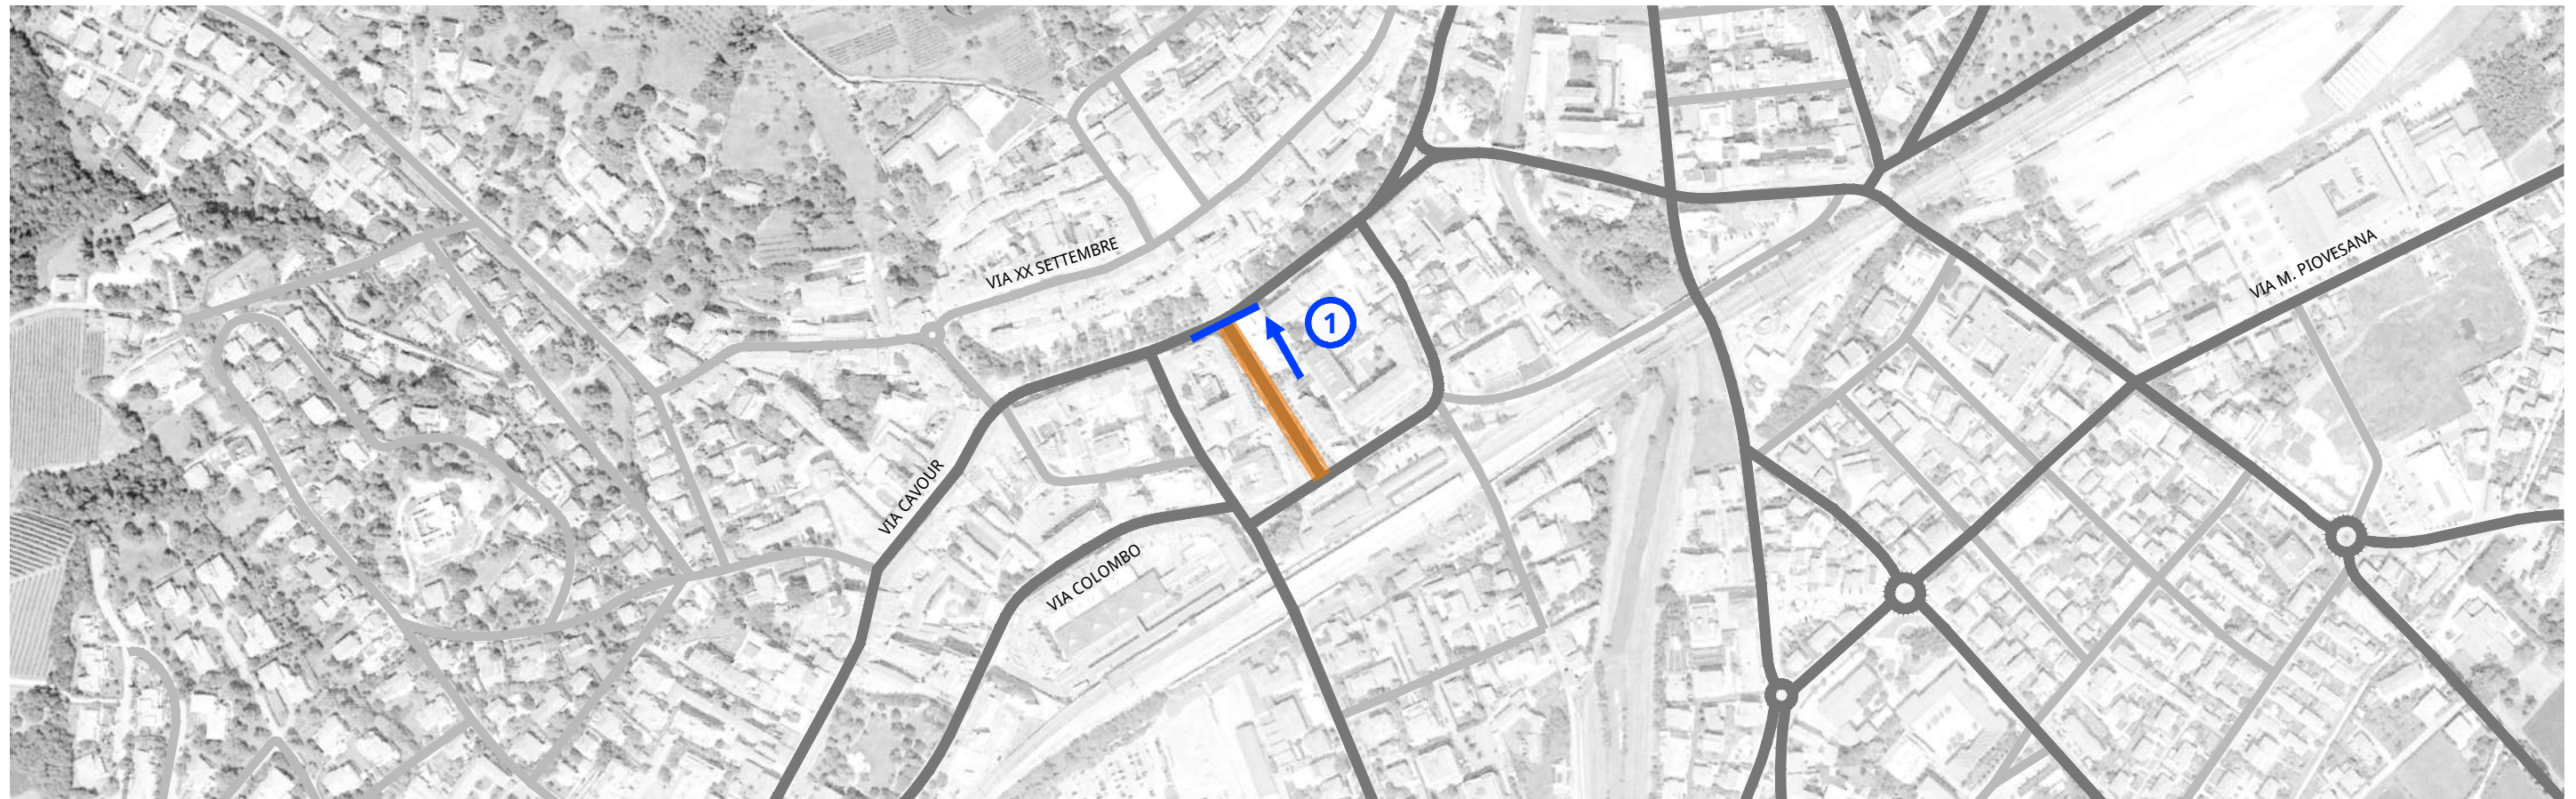 VIA XX SETTEMBRE
VIA M. PIOVESANA
1
VIA CAVOUR
VIA COLOMBO